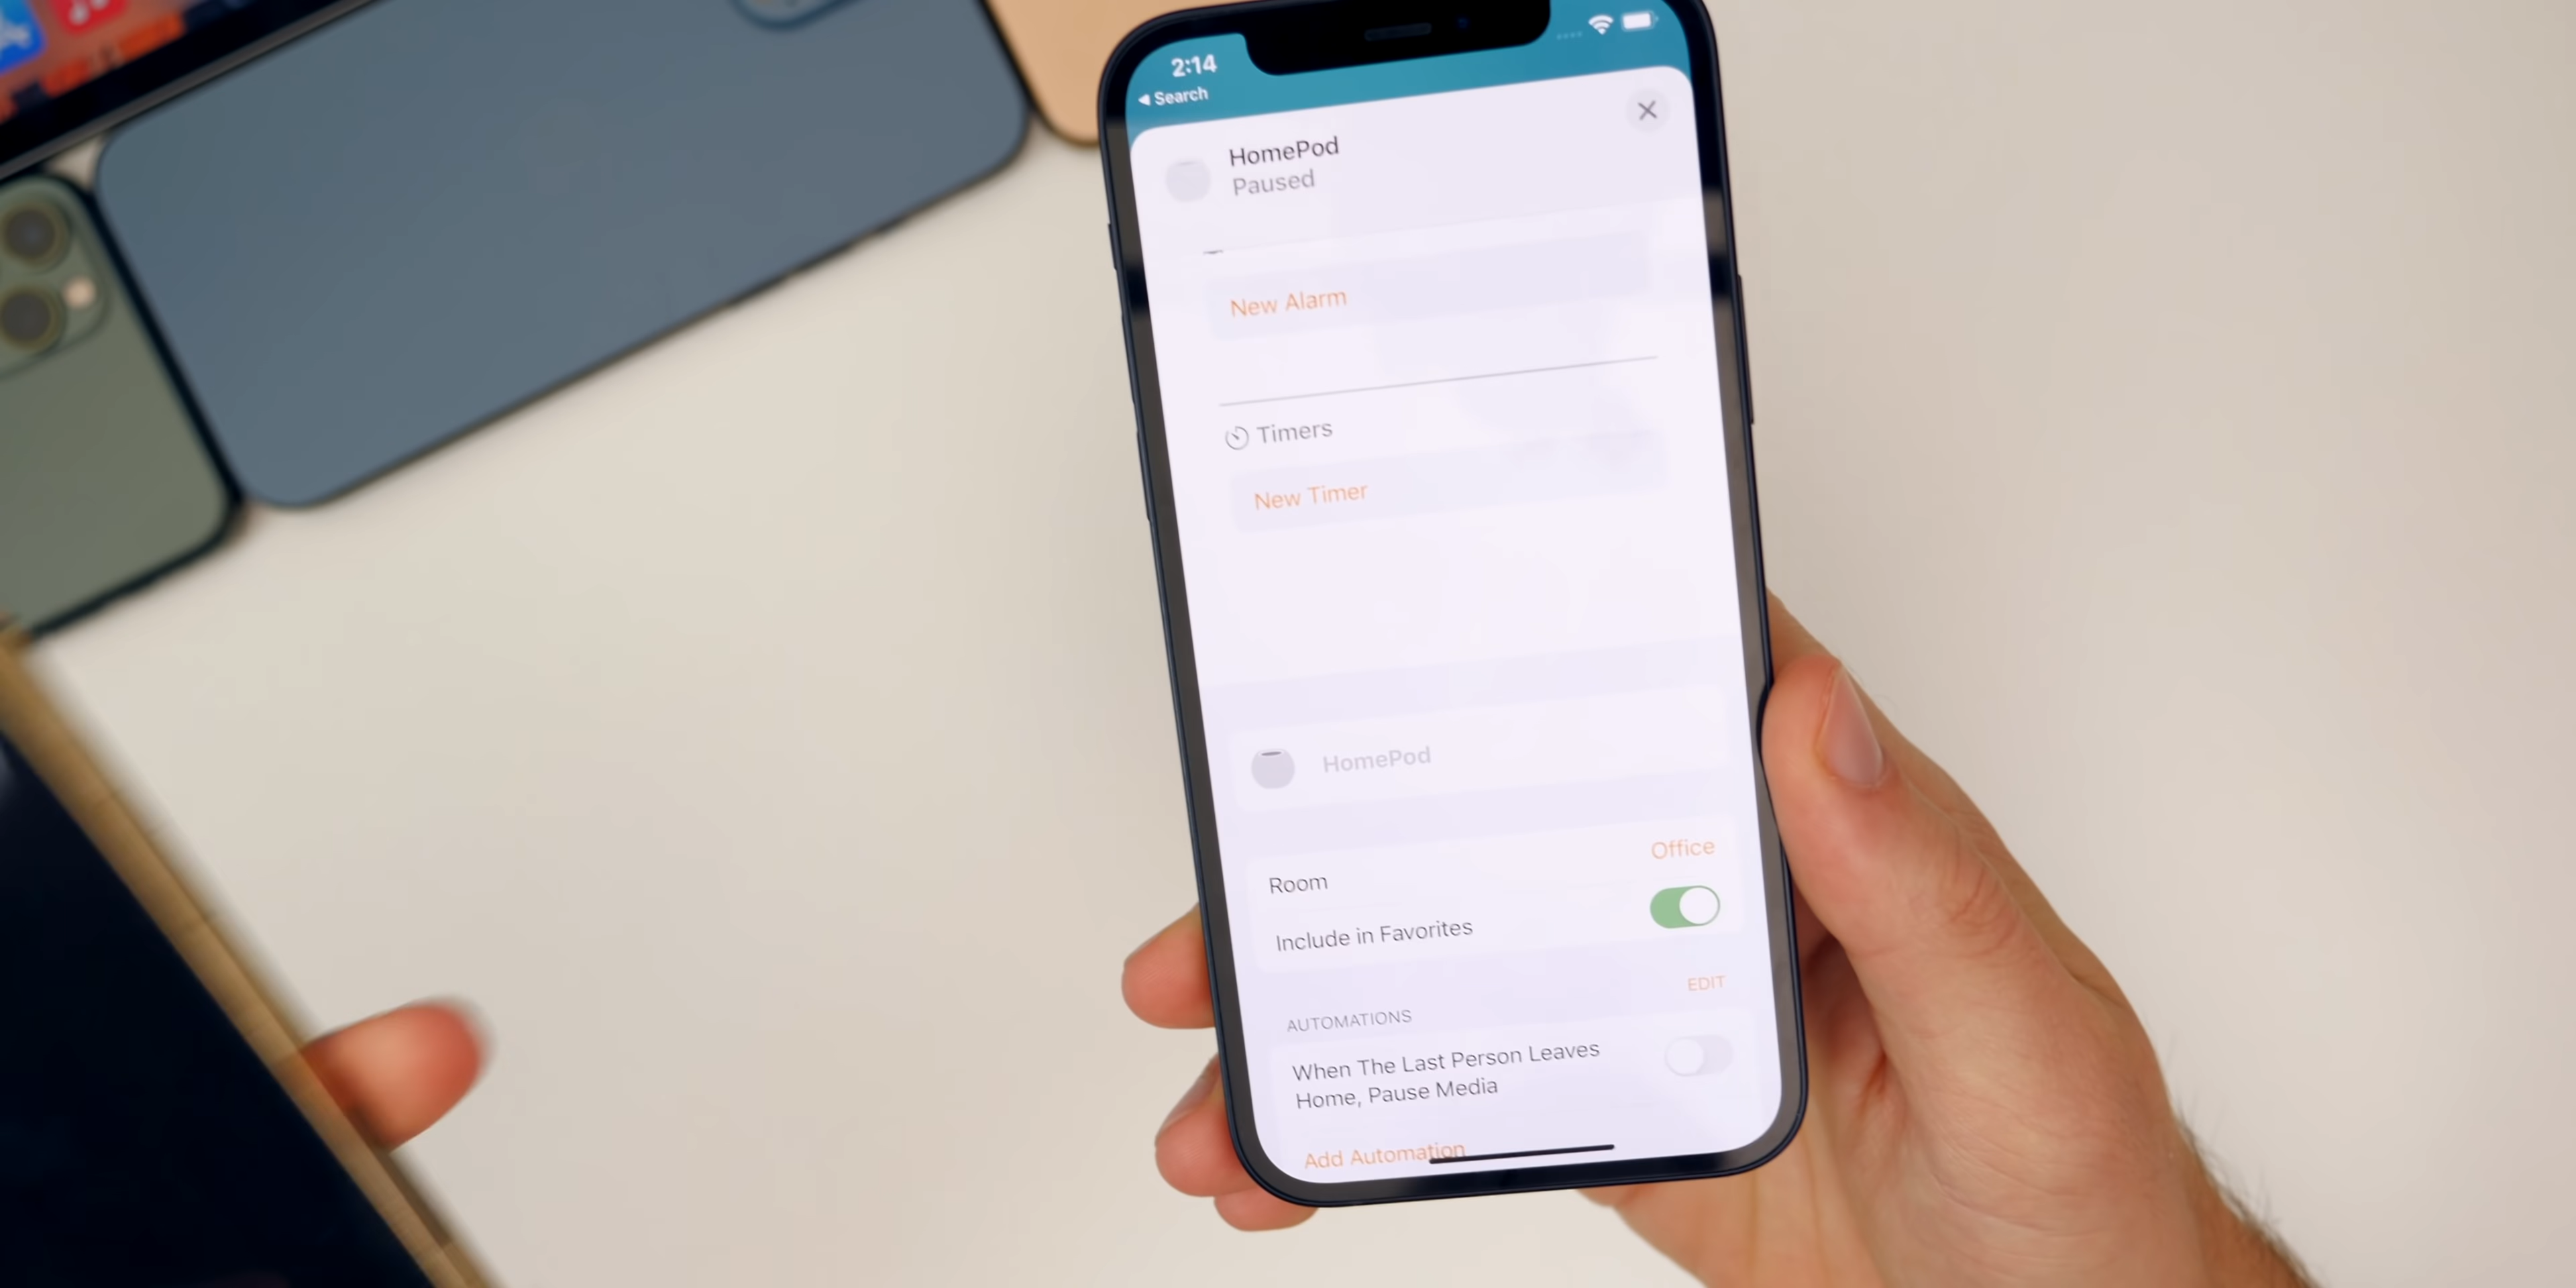 2:14
Search
HomePod
Paused
New Alarm
Timers
New Timer
HomePod
Room
Office
Include in Favorites
EDIT
AUTOMATIONS
When The Last Person Leaves
Home, Pause Media
Add Automation